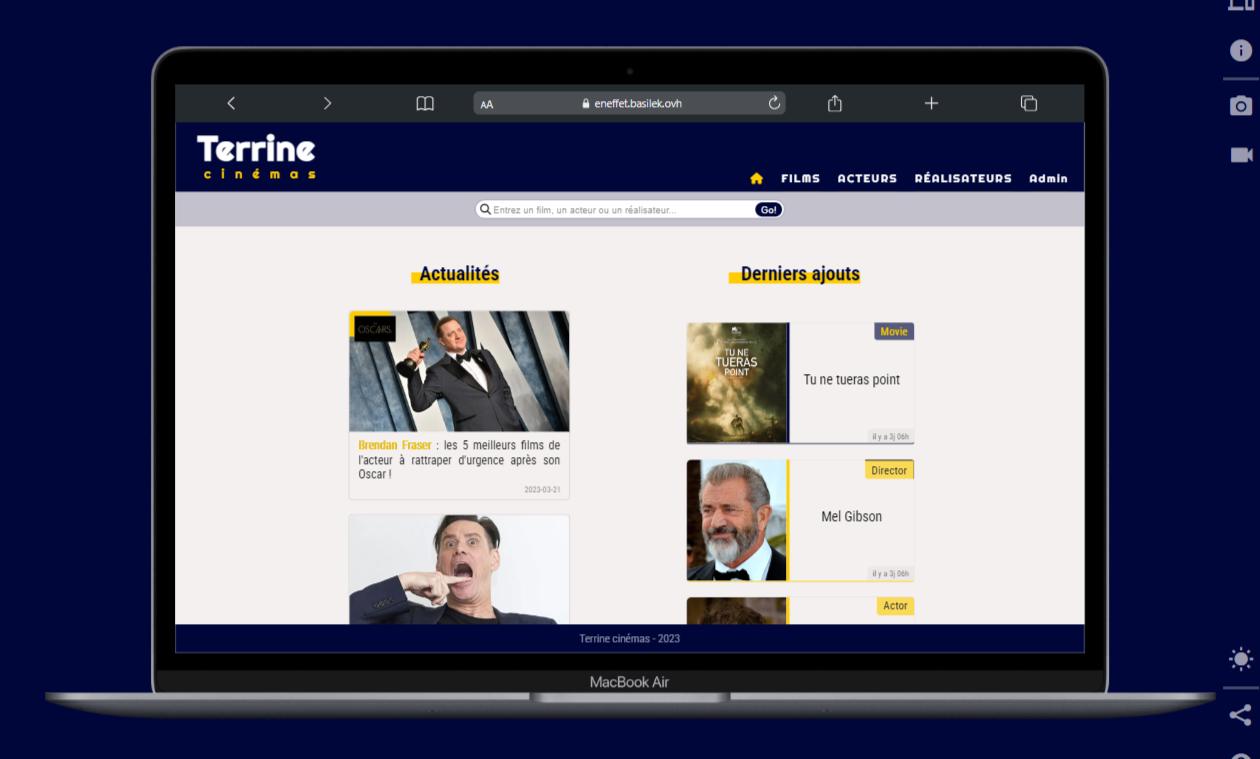 AA
eneffet.basilek.ovh
Terrine
cinémas
FILMS ACTEURS RÉALISATEURS Admin
Entrez un film, un acteur ou un réalisateur...
Go!
Actualités
OSCARS
Brendan Fraser : les 5 meilleurs films de
l'acteur à rattraper d'urgence après son
Oscar !
2023-03-21
Derniers ajouts
TU NE
TUERAS
POINT
Movie
Tu ne tueras point
il y a 3j 06h
Director
Mel Gibson
il y a 3j 06h
Actor
Terrine cinémas - 2023
MacBook Air